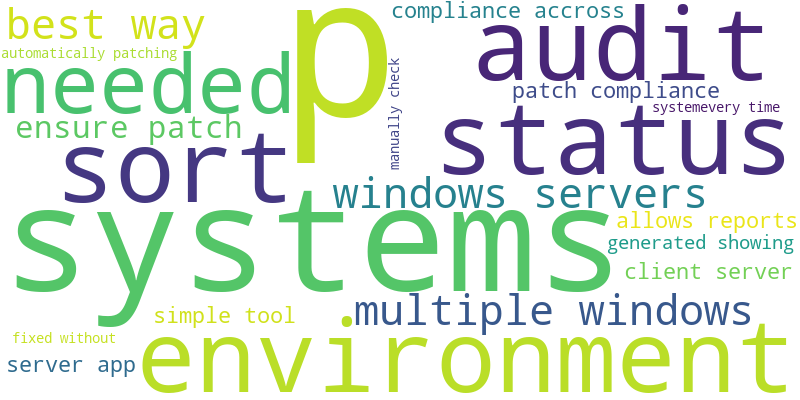 best way
p
compliance accross
audit
automatically patching
needed
manually check
patch compliance
systemevery time
ensure patch
status
sort
windows servers
systems
allows reports
generated showing
client server
simple tool
multiple windows
fixed without
server app
environment